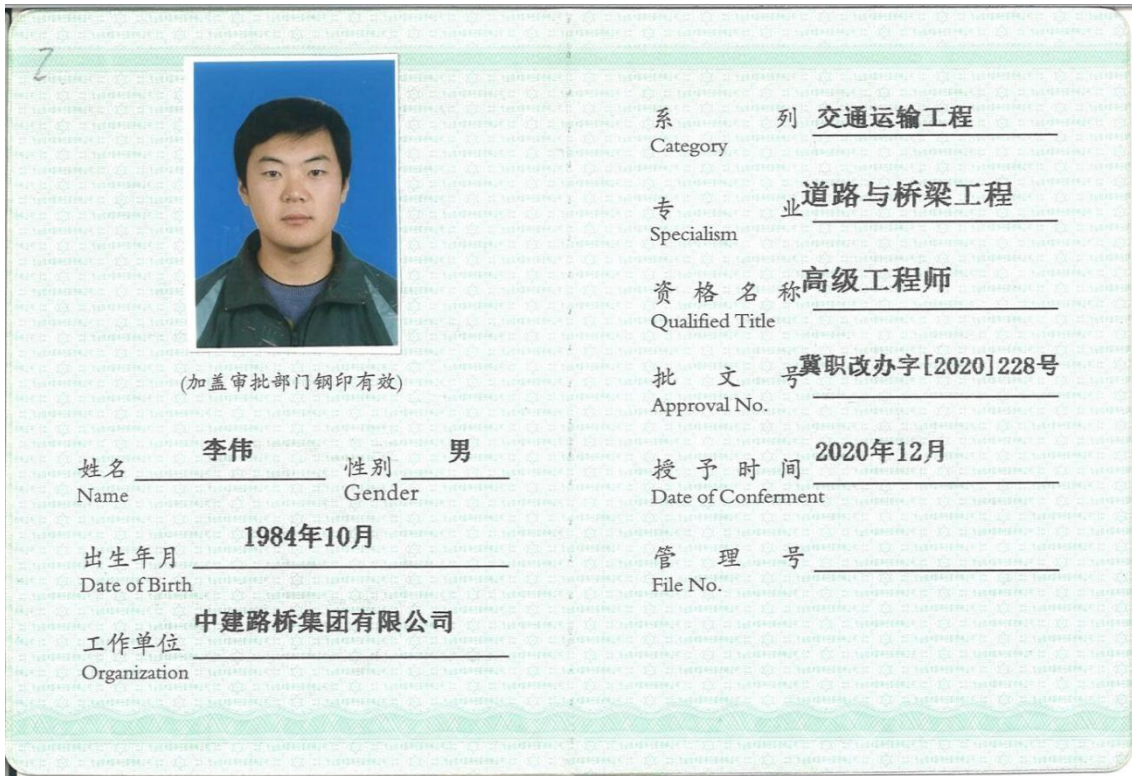 2
(加盖审批部门钢印有效)
姓名 李伟 性别 男
Name Gender
出生年月 1984年10月
Date of Birth
工作单位 中建路桥集团有限公司
Organization
系列 交通运输工程
Category
专业 道路与桥梁工程
Specialism
资格名称 高级工程师
Qualified Title
批文号 冀职改办字[2020]228号
Approval No.
授予时间 2020年12月
Date of Conferment
管理号
File No.